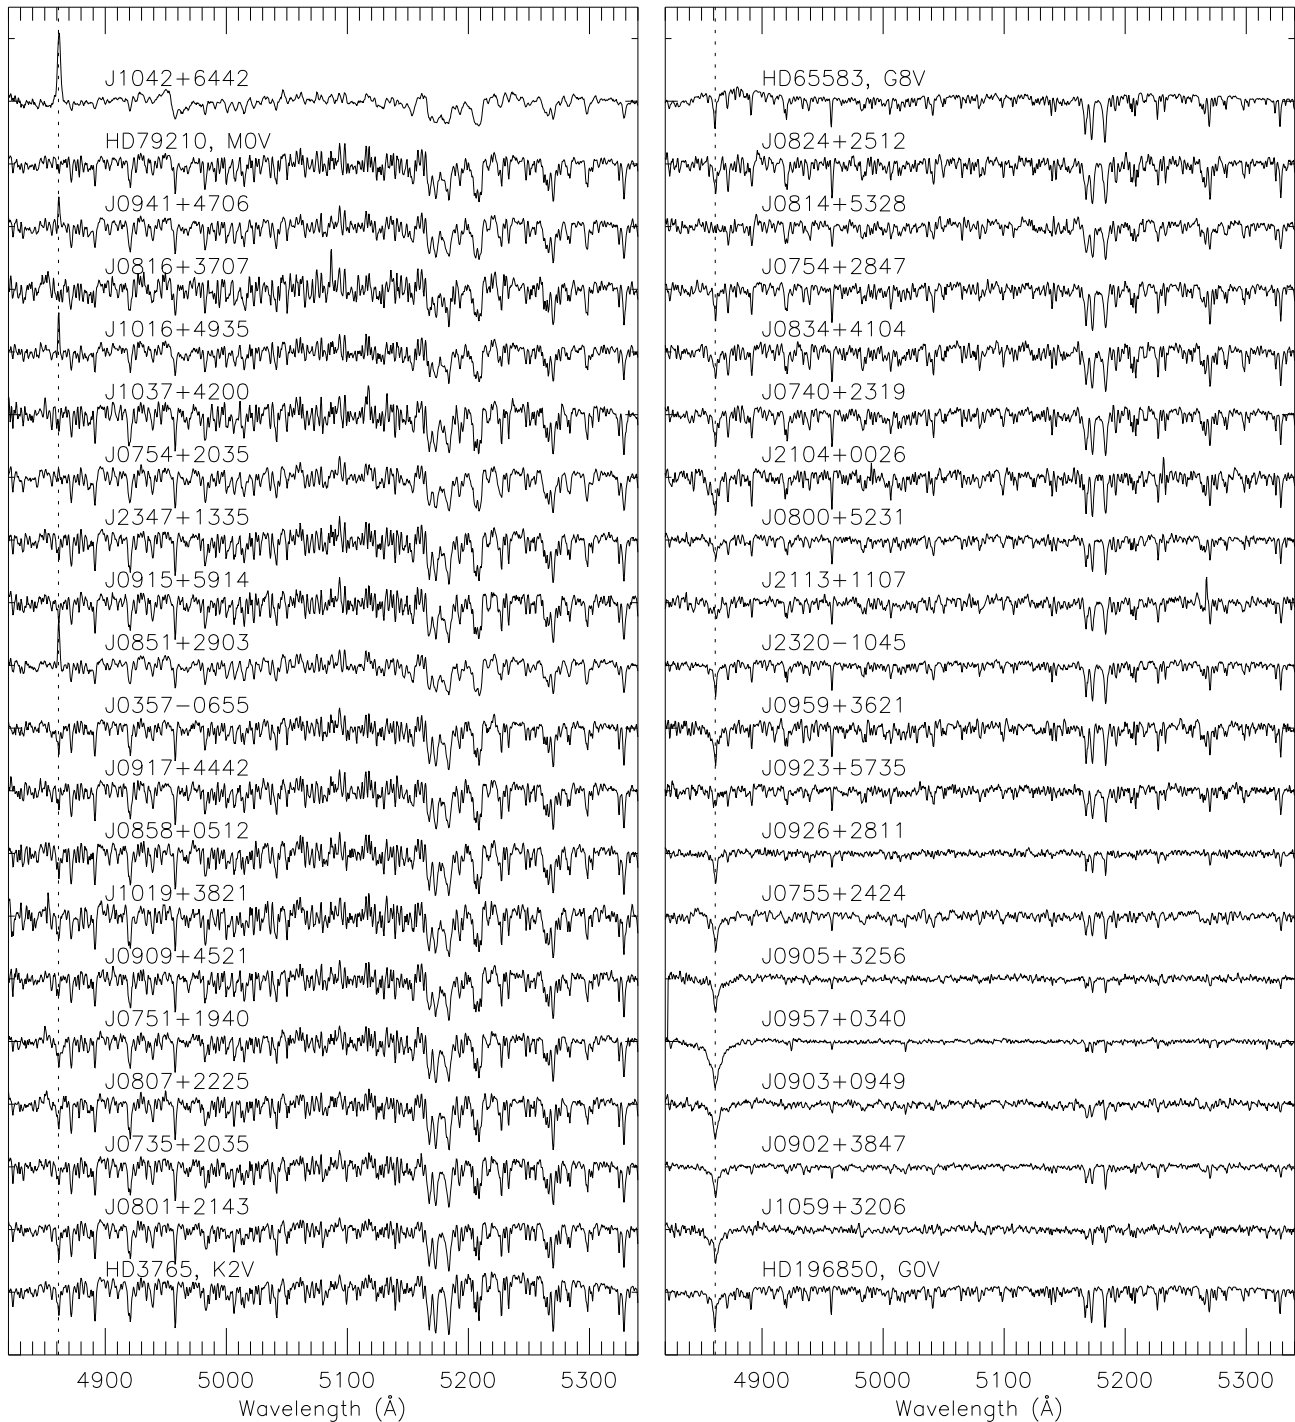 J1042+6442
HD79210, M0V
J0941+4706
J0816+3707
J1016+4935
J1037+4200
J0754+2035
J2347+1335
J0915+5914
J0851+2903
J0357−0655
J0917+4442
J0858+0512
J1019+3821
J0909+4521
J0751+1940
J0807+2225
J0735+2035
J0801+2143
HD3765, K2V
4900 5000 5100 5200 5300
Wavelength (Å)
HD65583, G8V
J0824+2512
J0814+5328
J0754+2847
J0834+4104
J0740+2319
J2104+0026
J0800+5231
J2113+1107
J2320−1045
J0959+3621
J0923+5735
J0926+2811
J0755+2424
J0905+3256
J0957+0340
J0903+0949
J0902+3847
J1059+3206
HD196850, G0V
4900 5000 5100 5200 5300
Wavelength (Å)